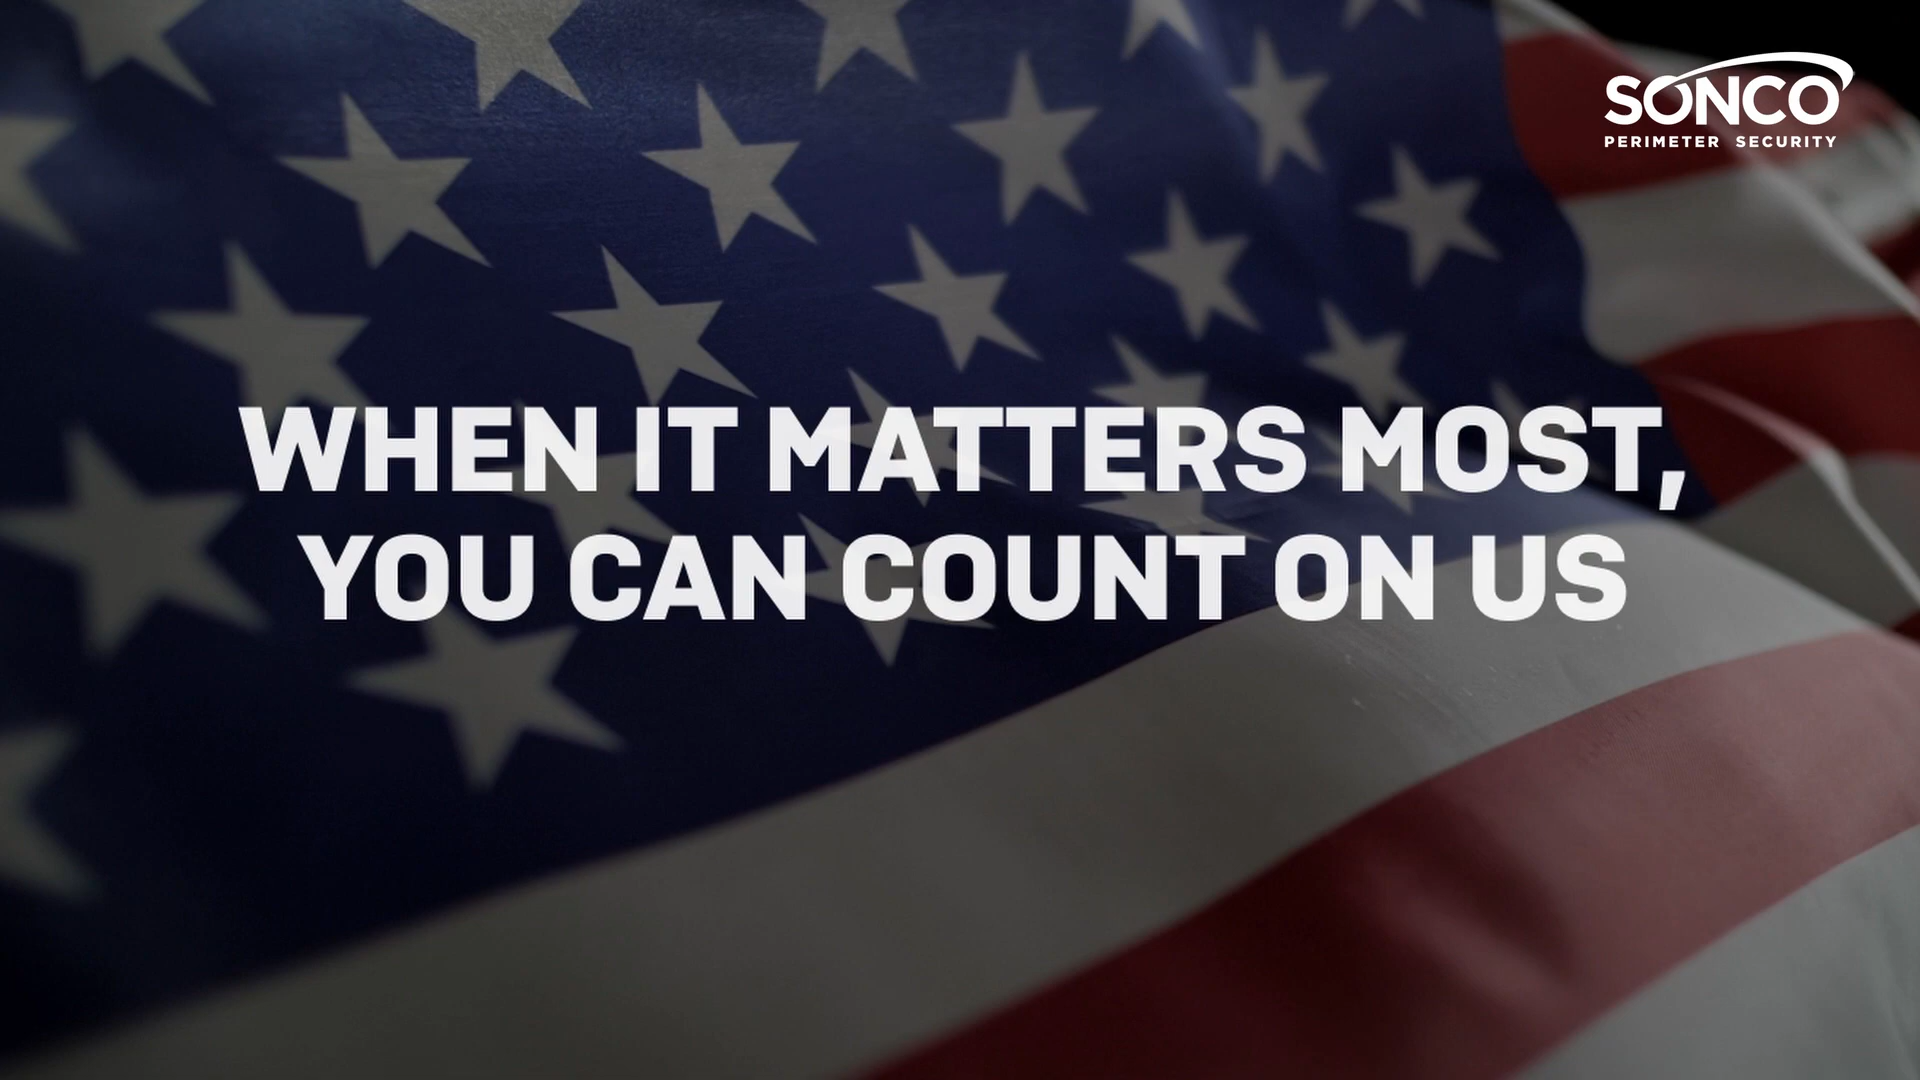 SONCO
PERIMETER SECURITY
WHEN IT MATTERS MOST,
YOU CAN COUNT ON US